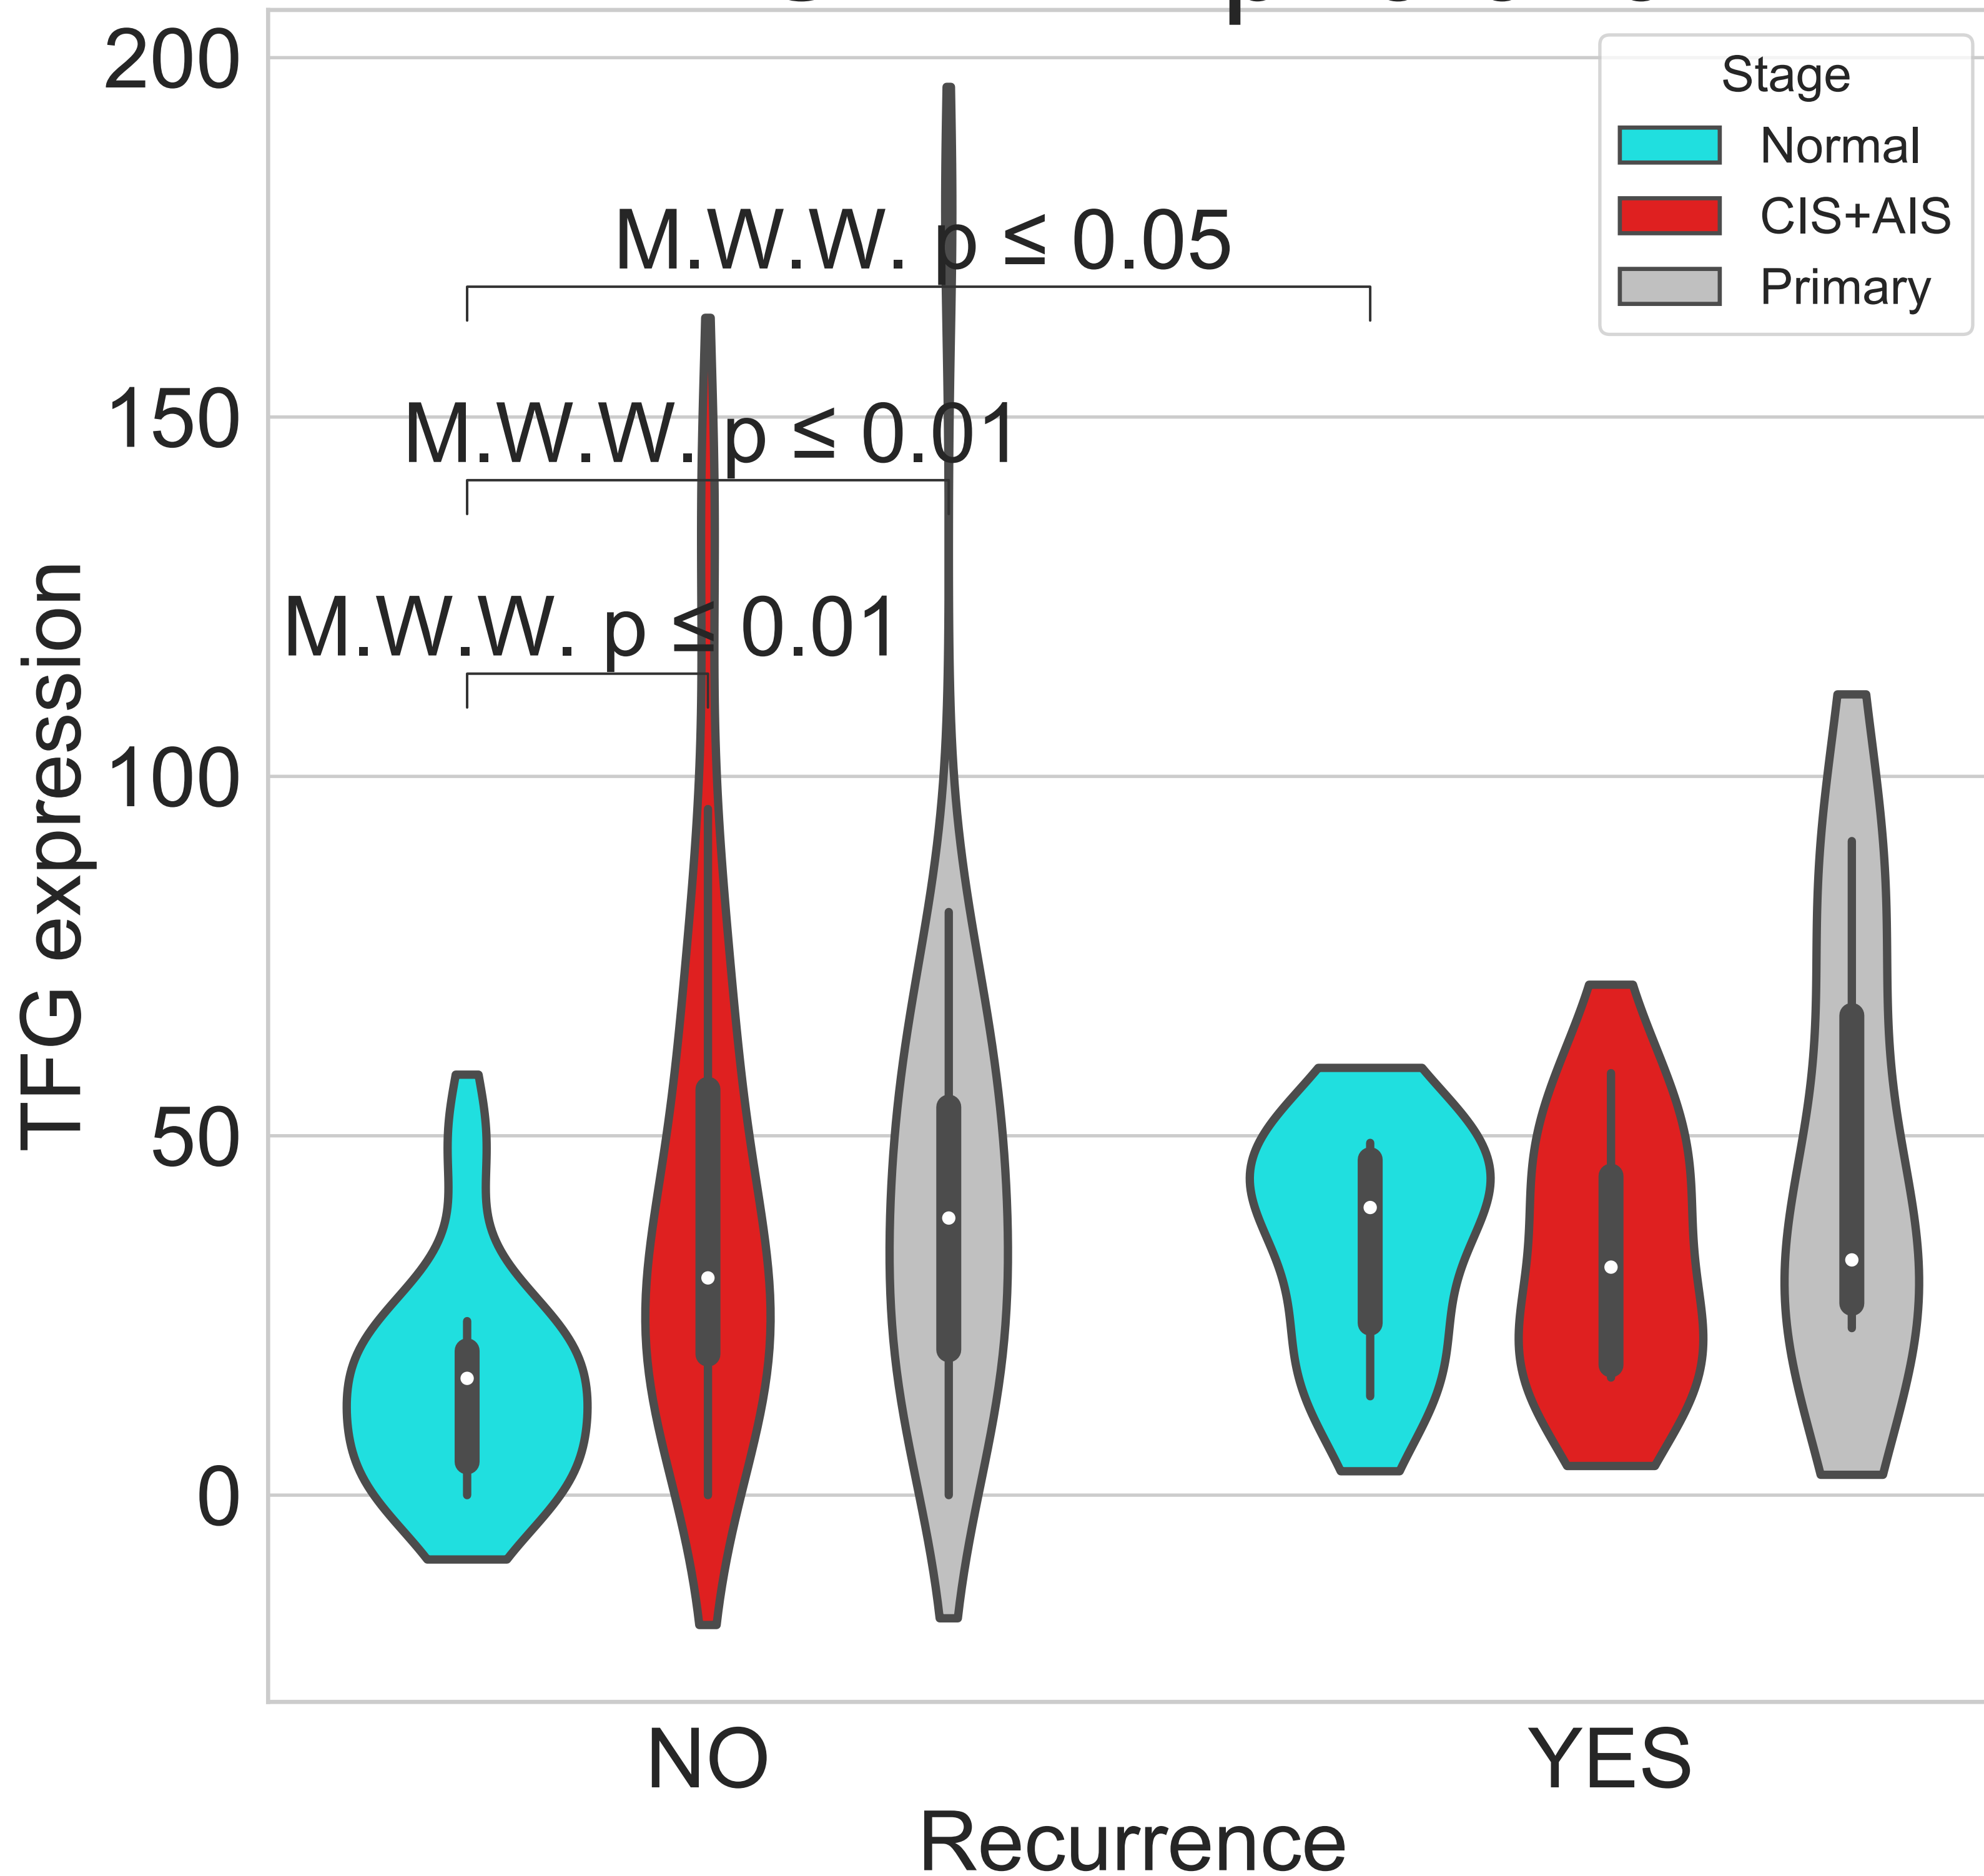 200
150
100
50
0
TFG expression
M.W.W. p ≤ 0.05
M.W.W. p ≤ 0.01
M.W.W. p ≤ 0.01
Stage
Normal
CIS+AIS
Primary
NO
YES
Recurrence